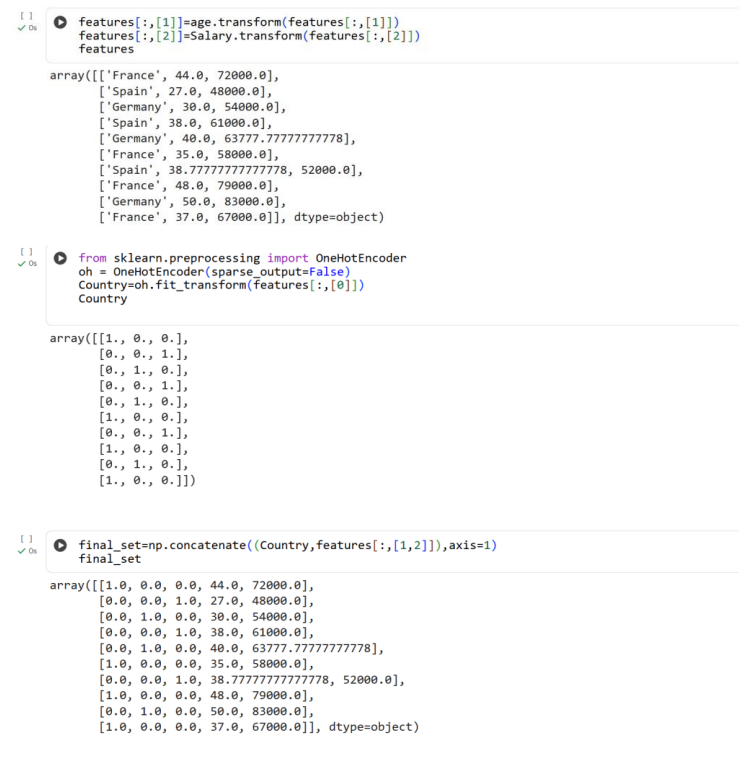 [ ]
0s
features[:,[1]]=age.transform(features[:,[1]])
features[:,[2]]=Salary.transform(features[:,[2]])
features
array([['France', 44.0, 72000.0],
['Spain', 27.0, 48000.0],
['Germany', 30.0, 54000.0],
['Spain', 38.0, 61000.0],
['Germany', 40.0, 63777.77777777778],
['France', 35.0, 58000.0],
['Spain', 38.77777777777778, 52000.0],
['France', 48.0, 79000.0],
['Germany', 50.0, 83000.0],
['France', 37.0, 67000.0]], dtype=object)
[ ]
0s
from sklearn.preprocessing import OneHotEncoder
oh = OneHotEncoder(sparse_output=False)
Country=oh.fit_transform(features[:,[0]])
Country
array([[1., 0., 0.],
[0., 0., 1.],
[0., 1., 0.],
[0., 0., 1.],
[0., 1., 0.],
[1., 0., 0.],
[0., 0., 1.],
[1., 0., 0.],
[0., 1., 0.],
[1., 0., 0.]])
[ ]
0s
final_set=np.concatenate((Country,features[:,[1,2]]),axis=1)
final_set
array([[1.0, 0.0, 0.0, 44.0, 72000.0],
[0.0, 0.0, 1.0, 27.0, 48000.0],
[0.0, 1.0, 0.0, 30.0, 54000.0],
[0.0, 0.0, 1.0, 38.0, 61000.0],
[0.0, 1.0, 0.0, 40.0, 63777.77777777778],
[1.0, 0.0, 0.0, 35.0, 58000.0],
[0.0, 0.0, 1.0, 38.77777777777778, 52000.0],
[1.0, 0.0, 0.0, 48.0, 79000.0],
[0.0, 1.0, 0.0, 50.0, 83000.0],
[1.0, 0.0, 0.0, 37.0, 67000.0]], dtype=object)